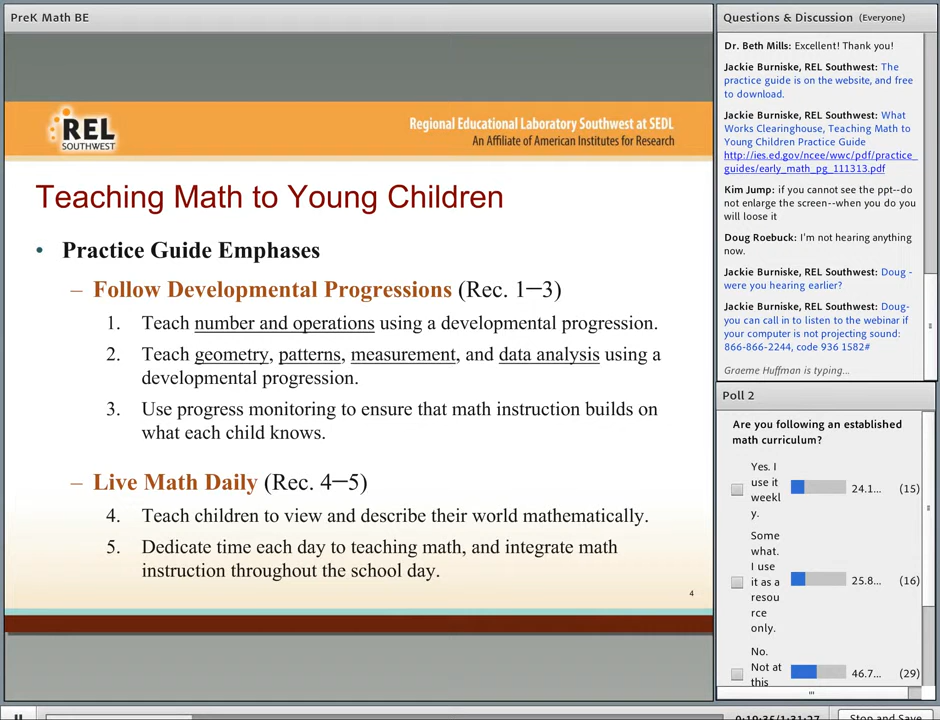 PreK Math BE
REL
SOUTHWEST
Regional Educational Laboratory Southwest at SEDL
An Affiliate of American Institutes for Research
Teaching Math to Young Children
• Practice Guide Emphases
– Follow Developmental Progressions (Rec. 1–3)
1. Teach number and operations using a developmental progression.
2. Teach geometry, patterns, measurement, and data analysis using a
developmental progression.
3. Use progress monitoring to ensure that math instruction builds on
what each child knows.
– Live Math Daily (Rec. 4–5)
4. Teach children to view and describe their world mathematically.
5. Dedicate time each day to teaching math, and integrate math
instruction throughout the school day.
4
Questions & Discussion (Everyone)
Dr. Beth Mills: Excellent! Thank you!
Jackie Burniske, REL Southwest: The
practice guide is on the website, and free
to download.
Jackie Burniske, REL Southwest: What
Works Clearinghouse, Teaching Math to
Young Children Practice Guide
http://ies.ed.gov/ncee/wwc/pdf/practice_
guides/early_math_pg_111313.pdf
Kim Jump: if you cannot see the ppt--do
not enlarge the screen--when you do you
will loose it
Doug Roebuck: I'm not hearing anything
now.
Jackie Burniske, REL Southwest: Doug -
were you hearing earlier?
Jackie Burniske, REL Southwest: Doug-
you can call in to listen to the webinar if
your computer is not projecting sound:
866-866-2244, code 936 1582#
Graeme Huffman is typing...
Poll 2
Are you following an established
math curriculum?
Yes. I
use it
weekl
y.
24.1... (15)
Some
what.
I use
it as a
resou
rce
only.
25.8... (16)
No.
Not at
this
46.7... (29)
0:19:36/1:31:27
Stop and Save